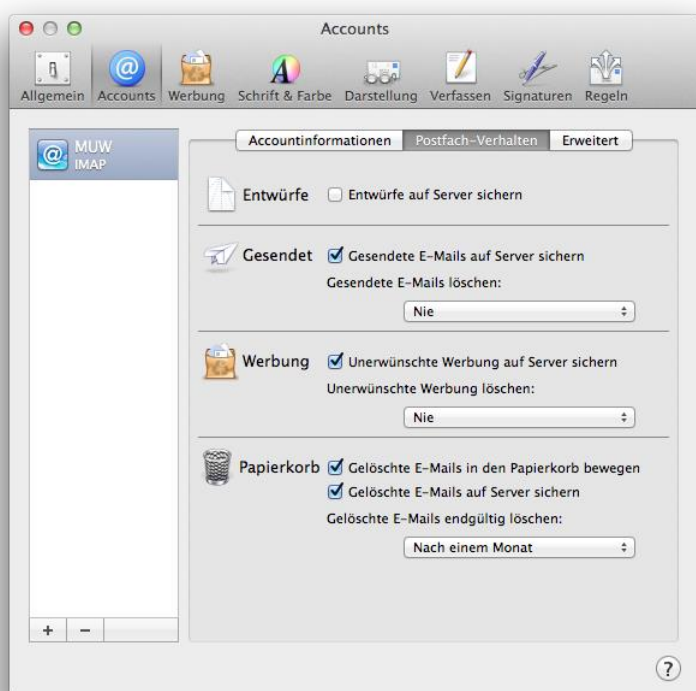 Accounts
Allgemein Accounts Werbung Schrift & Farbe Darstellung Verfassen Signaturen Regeln
MUW
IMAP
Accountinformationen Postfach-Verhalten Erweitert
Entwürfe Entwürfe auf Server sichern
Gesendet Gesendete E-Mails auf Server sichern
Gesendete E-Mails löschen:
Nie
Werbung Unerwünschte Werbung auf Server sichern
Unerwünschte Werbung löschen:
Nie
Papierkorb Gelöschte E-Mails in den Papierkorb bewegen
Gelöschte E-Mails auf Server sichern
Gelöschte E-Mails endgültig löschen:
Nach einem Monat
+ −
?